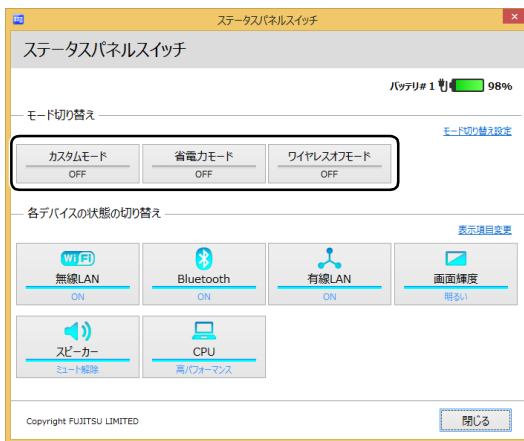 ステータスパネルスイッチ
ステータスパネルスイッチ
バッテリ#1 98%
モード切り替え
モード切り替え設定
カスタムモード 省電力モード ワイヤレスオフモード
OFF OFF OFF
各デバイスの状態の切り替え
表示項目変更
Wi Fi
無線LAN Bluetooth 有線LAN 画面輝度
ON ON ON 明るい
スピーカー CPU
ミュート解除 高パフォーマンス
Copyright FUJITSU LIMITED 閉じる